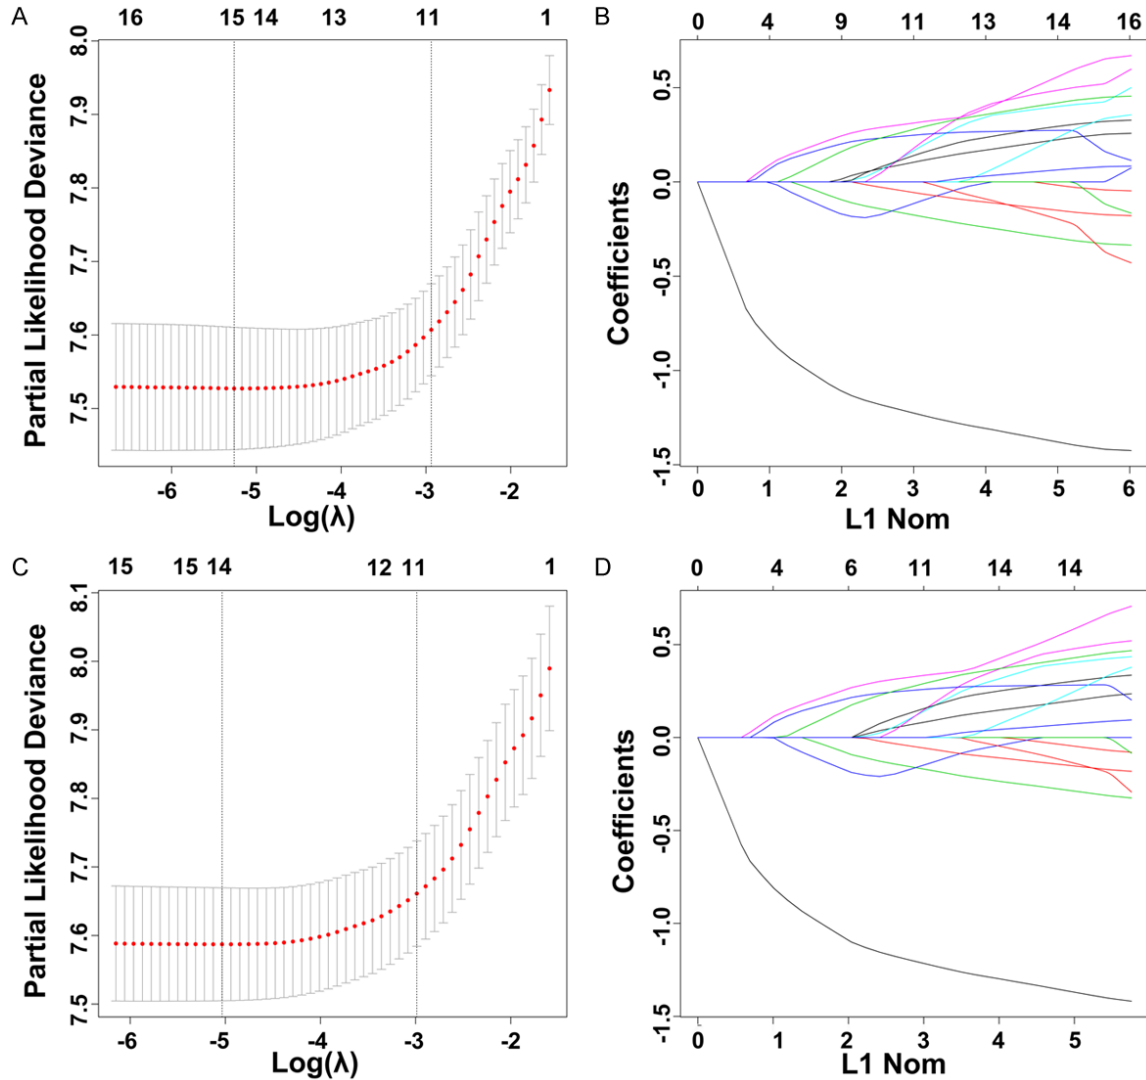 A
16 15 14 13 11 1
Partial Likelihood Deviance
8.0
7.9
7.8
7.7
7.6
7.5
-6 -5 -4 -3 -2
Log(λ)
B
0 4 9 11 13 14 16
Coefficients
0.5
0.0
-0.5
-1.0
-1.5
0 1 2 3 4 5 6
L1 Nom
C
15 15 14 12 11 1
Partial Likelihood Deviance
8.1
8.0
7.9
7.8
7.7
7.6
7.5
-6 -5 -4 -3 -2
Log(λ)
D
0 4 6 11 14 14
Coefficients
0.5
0.0
-0.5
-1.0
-1.5
0 1 2 3 4 5
L1 Nom